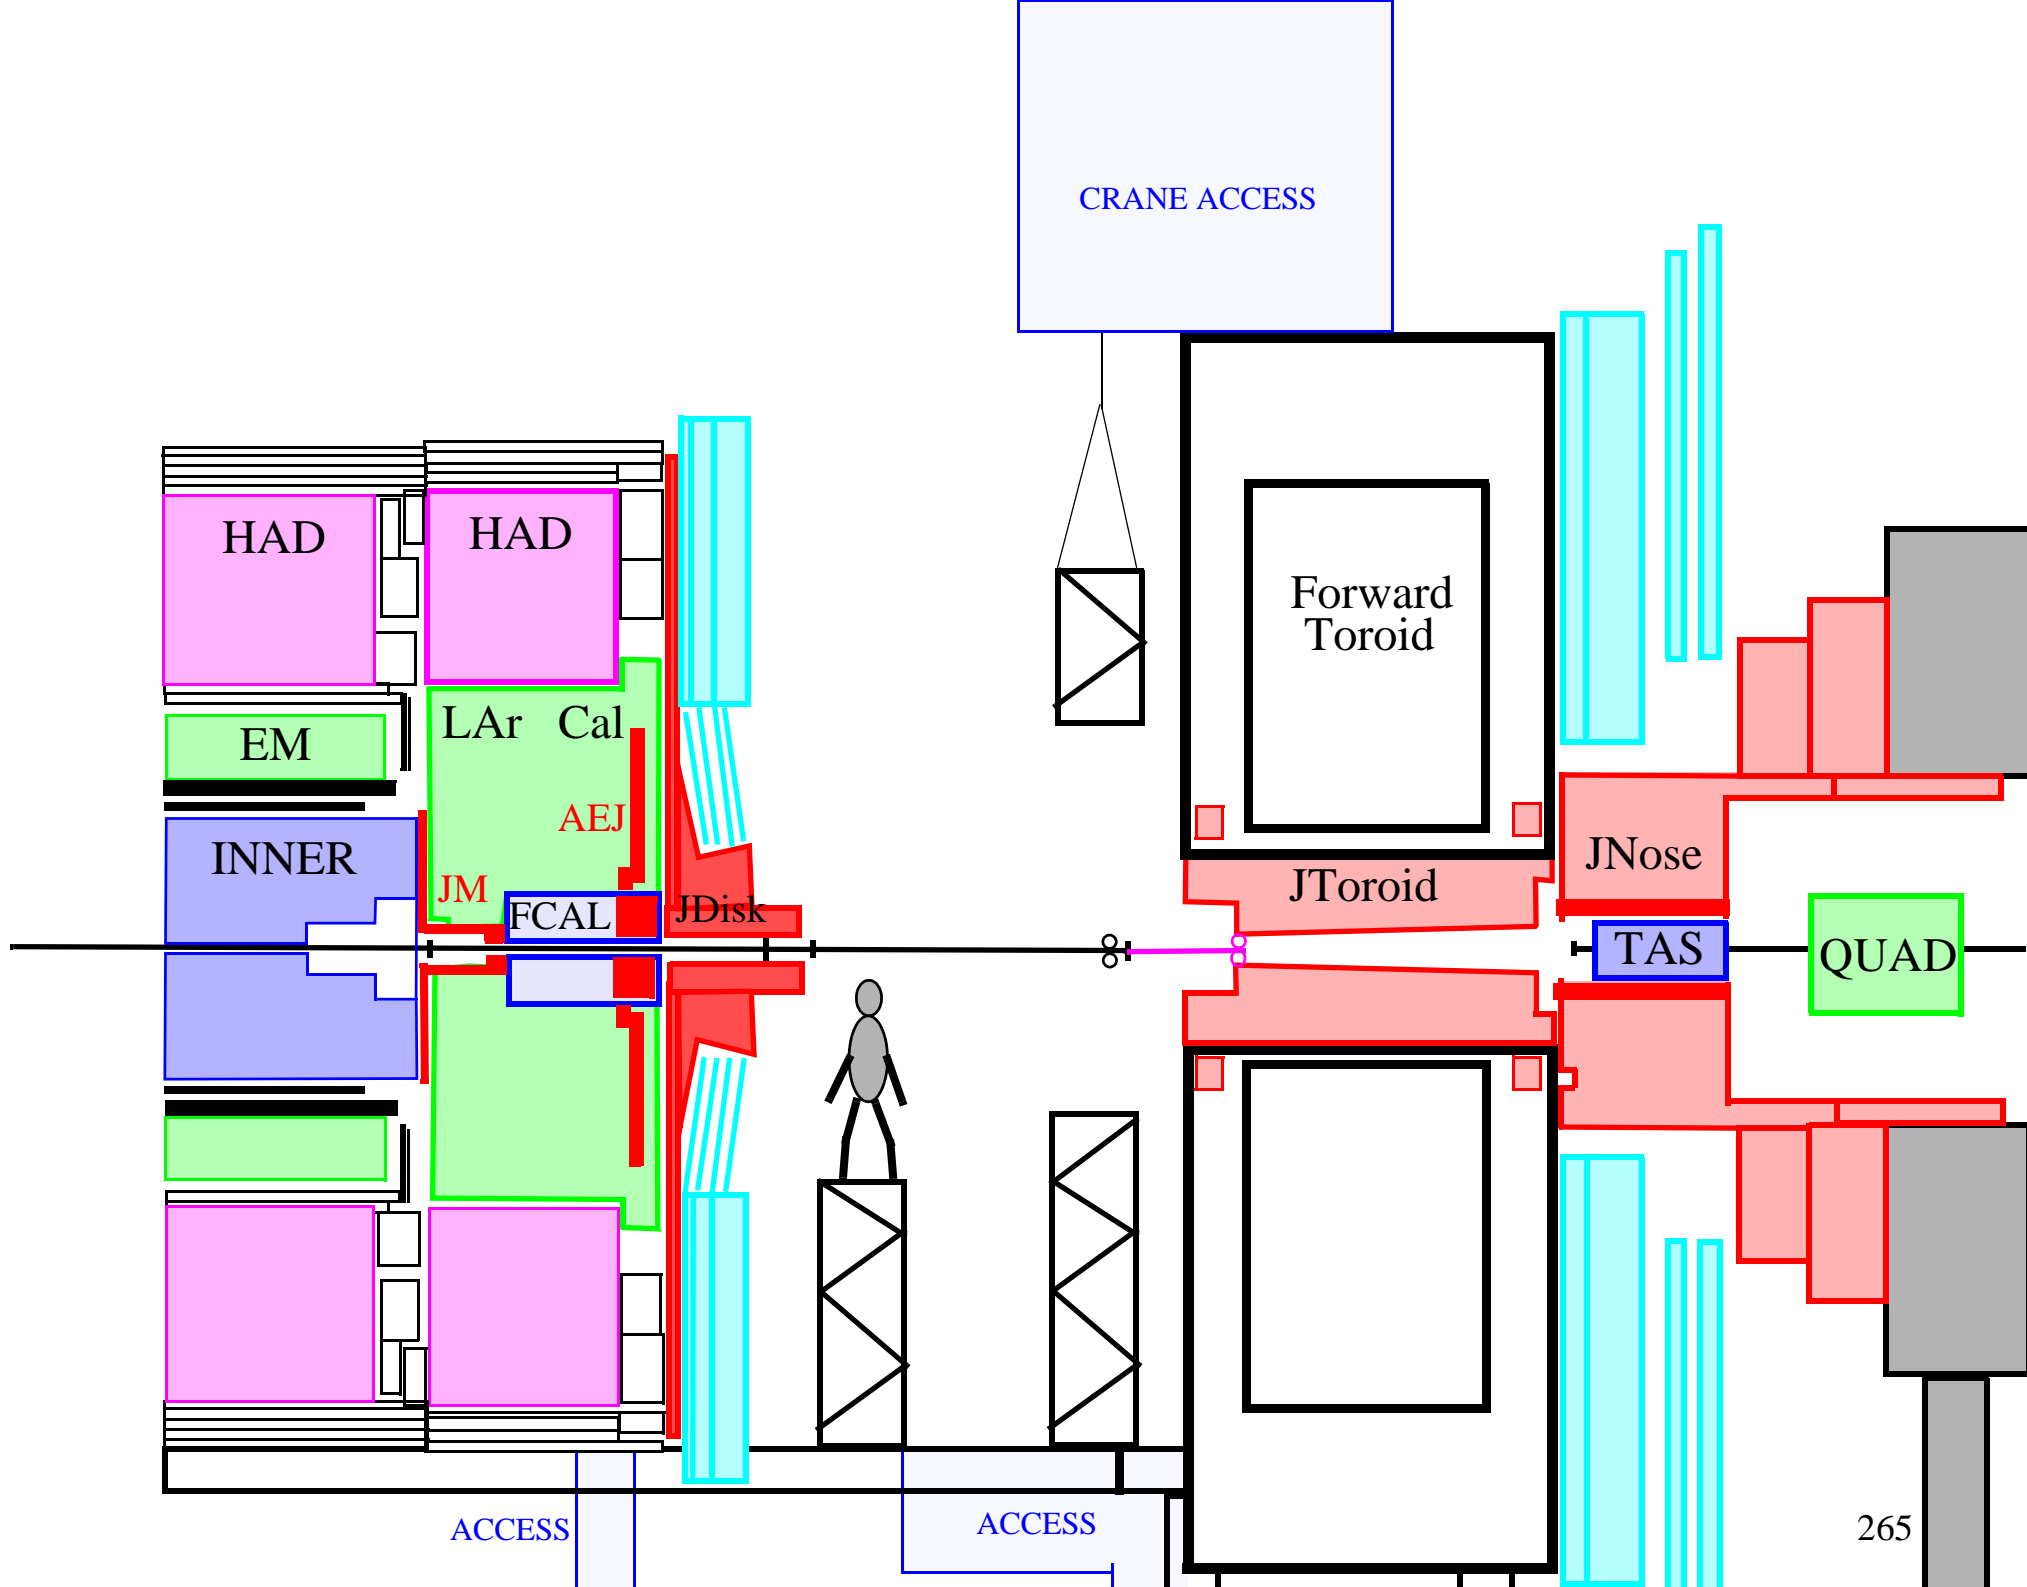 CRANE ACCESS
HAD
HAD
Forward
Toroid
LAr Cal
EM
AEJ
INNER
JNose
JM
JToroid
FCAL
JDisk
TAS
QUAD
ACCESS
ACCESS
265